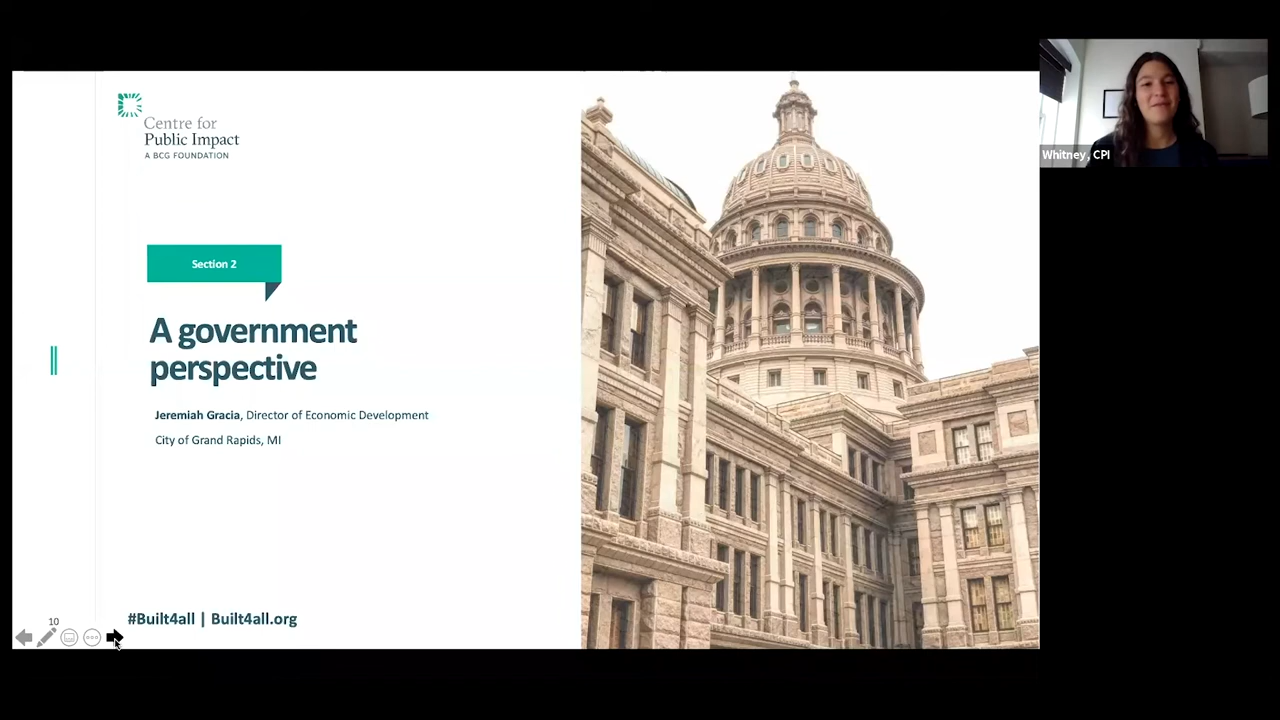 Centre for
Public Impact
A BCG FOUNDATION
Section 2
A government
perspective
Jeremiah Gracia, Director of Economic Development
City of Grand Rapids, MI
10
#Built4all | Built4all.org
Whitney, CPI